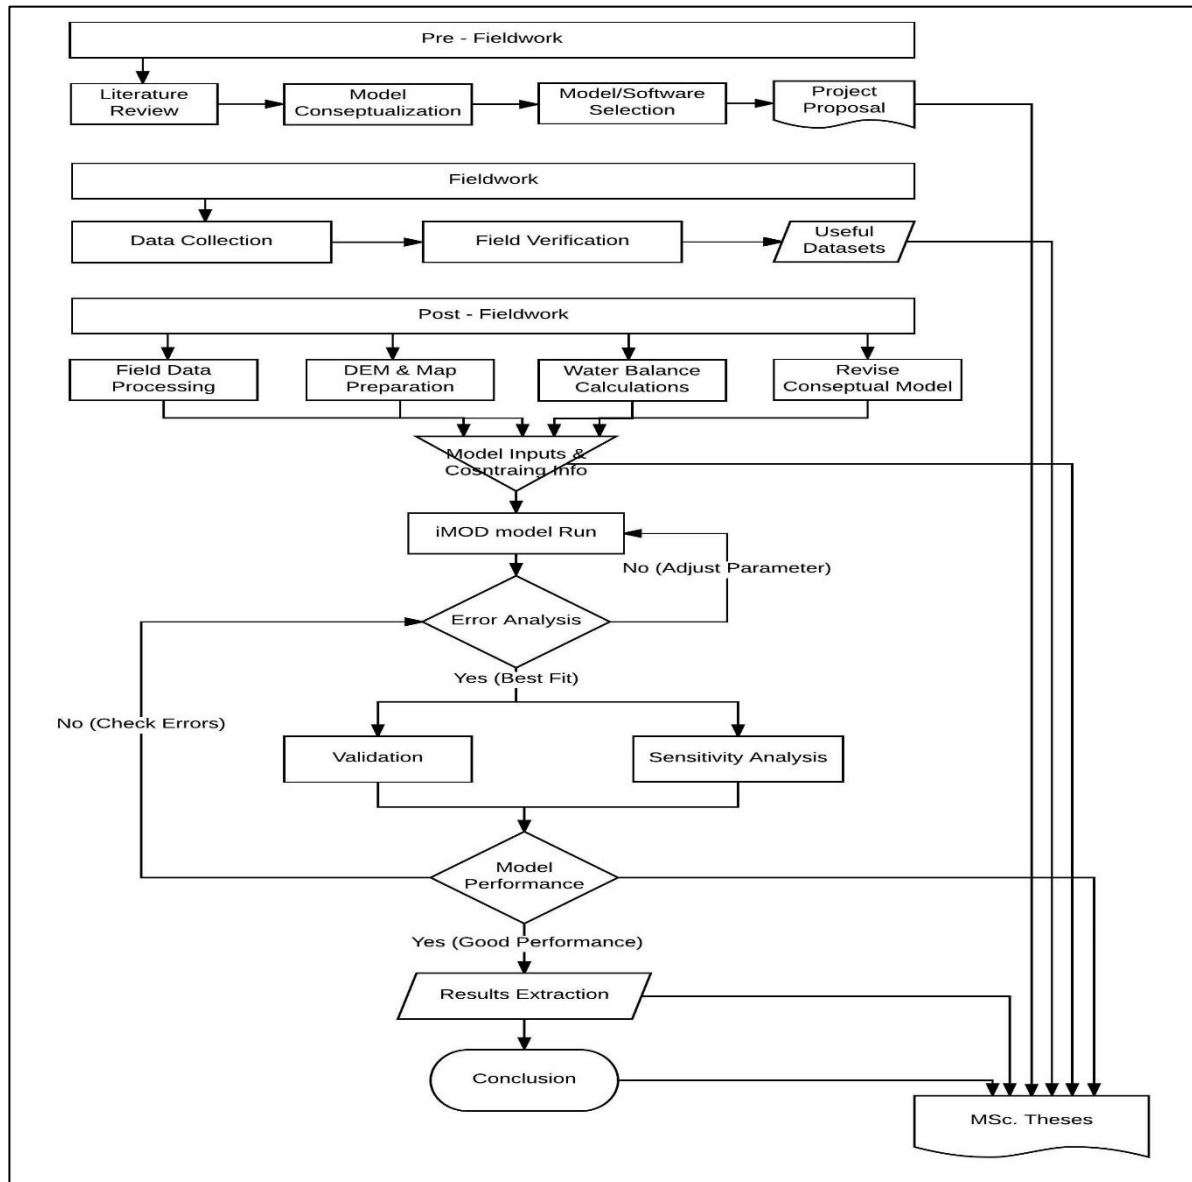 Pre - Fieldwork
Literature
Review
Model
Conseptualization
Model/Software
Selection
Project
Proposal
Fieldwork
Data Collection
Field Verification
Useful
Datasets
Post - Fieldwork
Field Data
Processing
DEM & Map
Preparation
Water Balance
Calculations
Revise
Conseptual Model
Model Inputs &
Cosntraing Info
iMOD model Run
No (Adjust Parameter)
Error Analysis
Yes (Best Fit)
No (Check Errors)
Validation
Sensitivity Analysis
Model
Performance
Yes (Good Performance)
Results Extraction
Conclusion
MSc. Theses